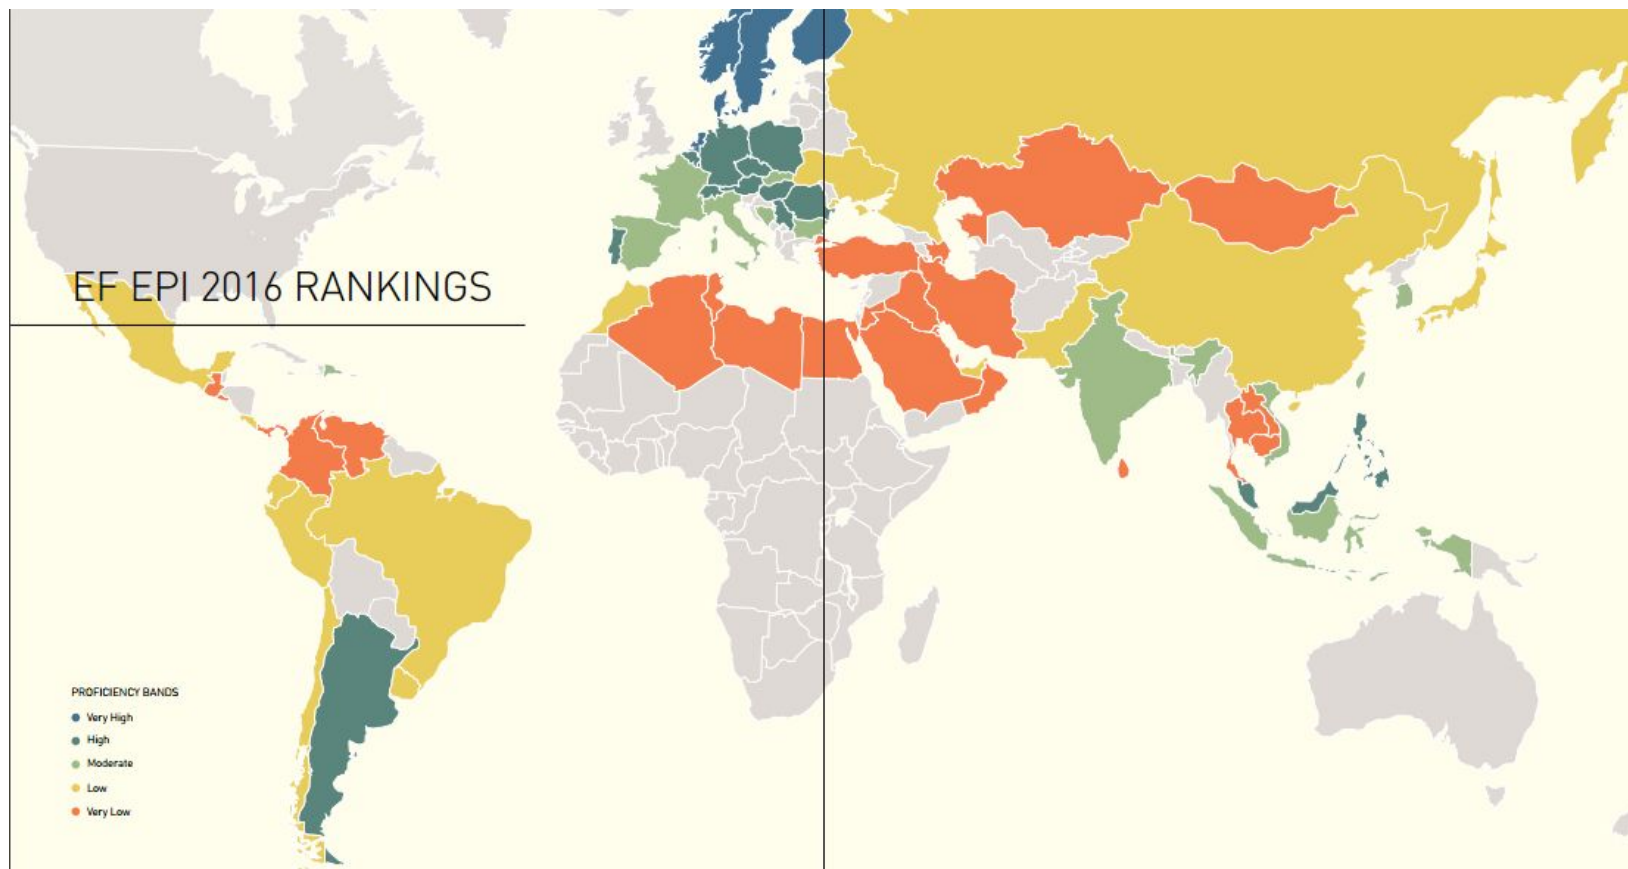 EF EPI 2016 RANKINGS
PROFICIENCY BANDS
Very High
High
Moderate
Low
Very Low